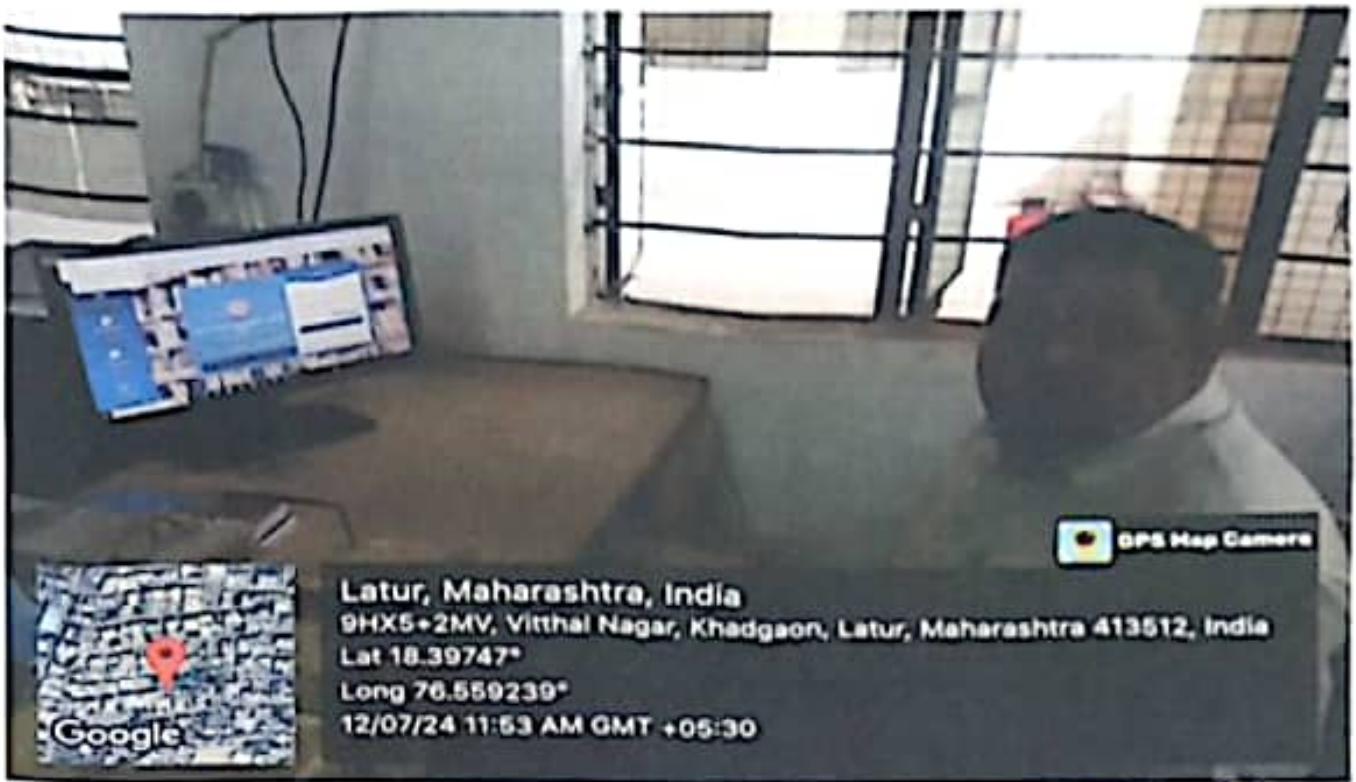 GPS Map Camera
Latur, Maharashtra, India
9HX5+2MV, Vitthal Nagar, Khadgaon, Latur, Maharashtra 413512, India
Lat 18.39747°
Long 76.559239°
12/07/24 11:53 AM GMT +05:30
Google